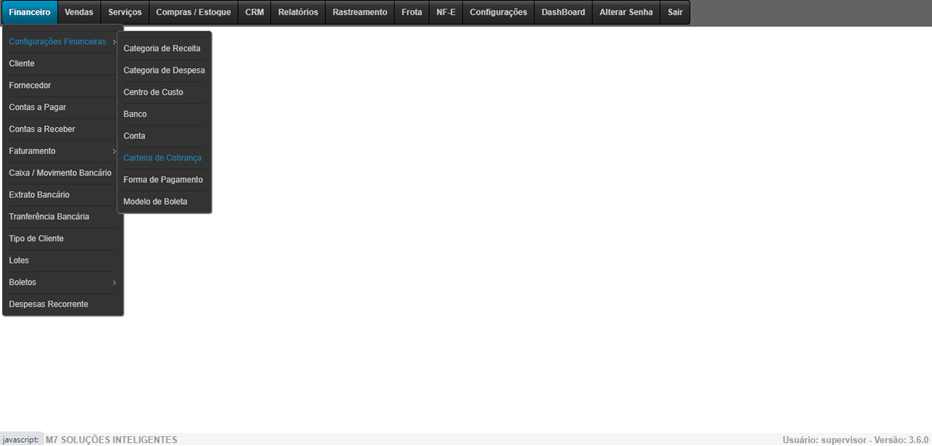 Financeiro Vendas Serviços Compras / Estoque CRM Relatórios Rastreamento Frota NF-E Configurações DashBoard Alterar Senha Sair
Configurações Financeiras
Cliente
Fornecedor
Contas a Pagar
Contas a Receber
Faturamento
Caixa / Movimento Bancário
Extrato Bancário
Tranferência Bancária
Tipo de Cliente
Lotes
Boletos
Despesas Recorrente
Categoria de Receita
Categoria de Despesa
Centro de Custo
Banco
Conta
Carteira de Cobrança
Forma de Pagamento
Modelo de Boleta
javascript: M7 SOLUÇÕES INTELIGENTES Usuário: supervisor - Versão: 3.6.0